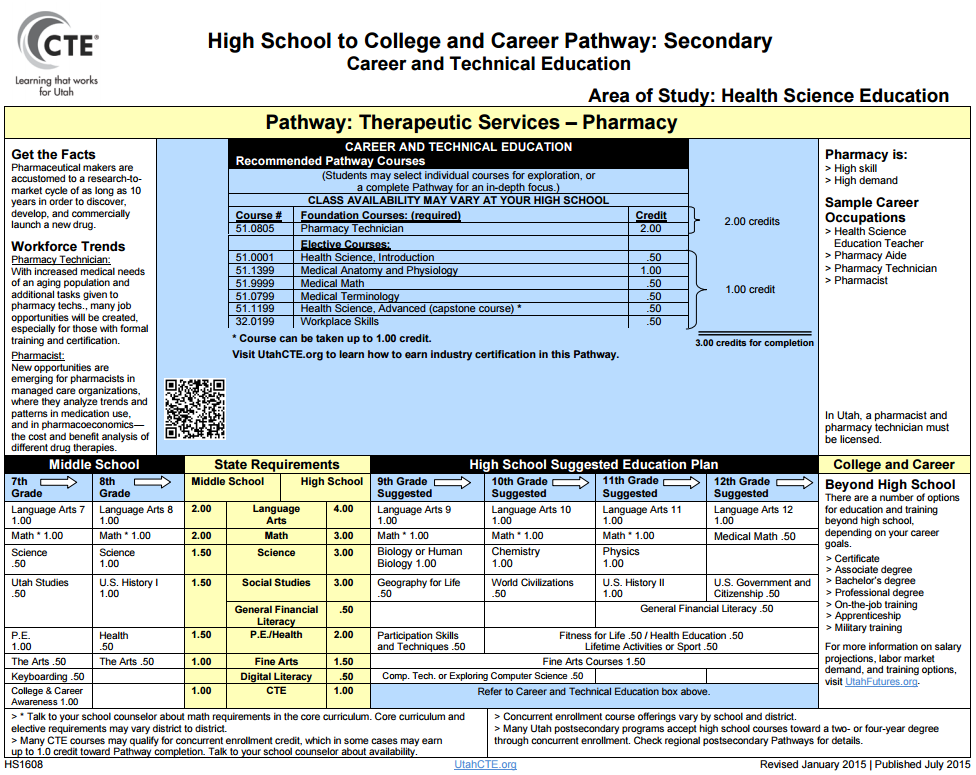 CTE®
Learning that works
for Utah
High School to College and Career Pathway: Secondary
Career and Technical Education
Area of Study: Health Science Education
Pathway: Therapeutic Services – Pharmacy
Get the Facts
Pharmaceutical makers are
accustomed to a research-to-
market cycle of as long as 10
years in order to discover,
develop, and commercially
launch a new drug.
Workforce Trends
Pharmacy Technician:
With increased medical needs
of an aging population and
additional tasks given to
pharmacy techs., many job
opportunities will be created,
especially for those with formal
training and certification.
Pharmacist:
New opportunities are
emerging for pharmacists in
managed care organizations,
where they analyze trends and
patterns in medication use,
and in pharmacoeconomics—
the cost and benefit analysis of
different drug therapies.
CAREER AND TECHNICAL EDUCATION
Recommended Pathway Courses
(Students may select individual courses for exploration, or
a complete Pathway for an in-depth focus.)
CLASS AVAILABILITY MAY VARY AT YOUR HIGH SCHOOL
Course # Foundation Courses: (required) Credit
51.0805 Pharmacy Technician 2.00
2.00 credits
Elective Courses:
51.0001 Health Science, Introduction .50
51.1399 Medical Anatomy and Physiology 1.00
51.9999 Medical Math .50
51.0799 Medical Terminology .50
51.1199 Health Science, Advanced (capstone course) * .50
32.0199 Workplace Skills .50
1.00 credit
3.00 credits for completion
* Course can be taken up to 1.00 credit.
Visit UtahCTE.org to learn how to earn industry certification in this Pathway.
Pharmacy is:
> High skill
> High demand
Sample Career
Occupations
> Health Science
Education Teacher
> Pharmacy Aide
> Pharmacy Technician
> Pharmacist
In Utah, a pharmacist and
pharmacy technician must
be licensed.
Middle School State Requirements High School Suggested Education Plan College and Career
7th Grade 8th Grade Middle School High School 9th Grade Suggested 10th Grade Suggested 11th Grade Suggested 12th Grade Suggested
Language Arts 7 1.00 Language Arts 8 1.00 2.00 Language Arts 4.00 Language Arts 9 1.00 Language Arts 10 1.00 Language Arts 11 1.00 Language Arts 12 1.00
Math * 1.00 Math * 1.00 2.00 Math 3.00 Math * 1.00 Math * 1.00 Math * 1.00 Medical Math .50
Science .50 Science 1.00 1.50 Science 3.00 Biology or Human Biology 1.00 Chemistry 1.00 Physics 1.00
Utah Studies .50 U.S. History I 1.00 1.50 Social Studies 3.00 Geography for Life .50 World Civilizations .50 U.S. History II 1.00 U.S. Government and Citizenship .50
General Financial Literacy .50 General Financial Literacy .50
P.E. 1.00 Health .50 1.50 P.E./Health 2.00 Participation Skills and Techniques .50 Fitness for Life .50 / Health Education .50 Lifetime Activities or Sport .50
The Arts .50 The Arts .50 1.00 Fine Arts 1.50 Fine Arts Courses 1.50
Keyboarding .50 Digital Literacy .50 Comp. Tech. or Exploring Computer Science .50
College & Career Awareness 1.00 1.00 CTE 1.00 Refer to Career and Technical Education box above.
Beyond High School
There are a number of options
for education and training
beyond high school,
depending on your career
goals.
> Certificate
> Associate degree
> Bachelor's degree
> Professional degree
> On-the-job training
> Apprenticeship
> Military training
For more information on salary
projections, labor market
demand, and training options,
visit UtahFutures.org.
> * Talk to your school counselor about math requirements in the core curriculum. Core curriculum and
elective requirements may vary district to district.
> Many CTE courses may qualify for concurrent enrollment credit, which in some cases may earn
up to 1.0 credit toward Pathway completion. Talk to your school counselor about availability.
> Concurrent enrollment course offerings vary by school and district.
> Many Utah postsecondary programs accept high school courses toward a two- or four-year degree
through concurrent enrollment. Check regional postsecondary Pathways for details.
HS1608 UtahCTE.org Revised January 2015 | Published July 2015